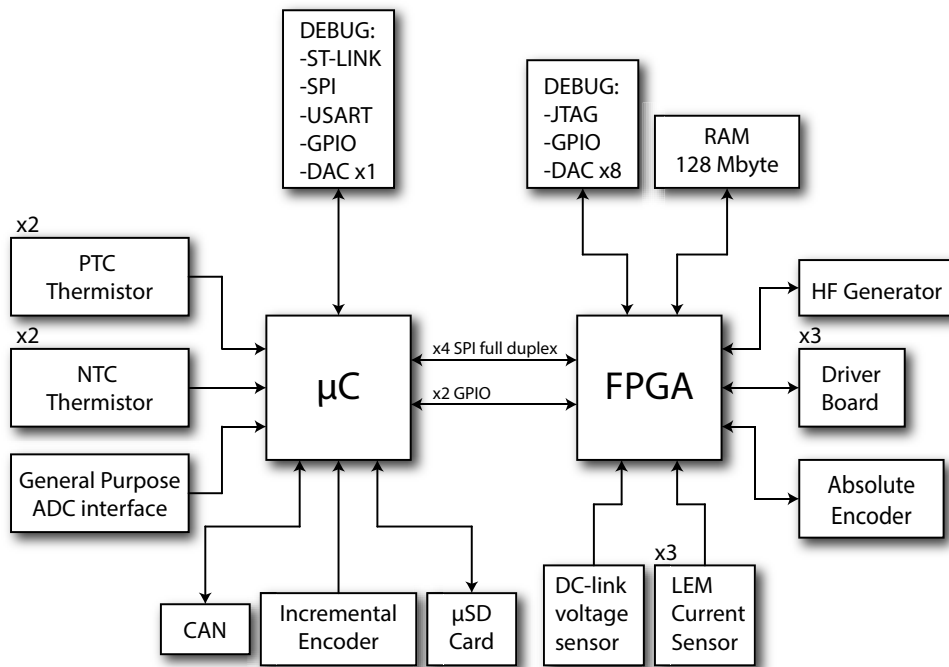 DEBUG:
-ST-LINK
-SPI
-USART
-GPIO
-DAC x1
DEBUG:
-JTAG
-GPIO
-DAC x8
RAM
128 Mbyte
x2
PTC
Thermistor
x2
NTC
Thermistor
General Purpose
ADC interface
µC
x4 SPI full duplex
x2 GPIO
FPGA
HF Generator
x3
Driver
Board
Absolute
Encoder
CAN
Incremental
Encoder
µSD
Card
DC-link
voltage
sensor
x3
LEM
Current
Sensor